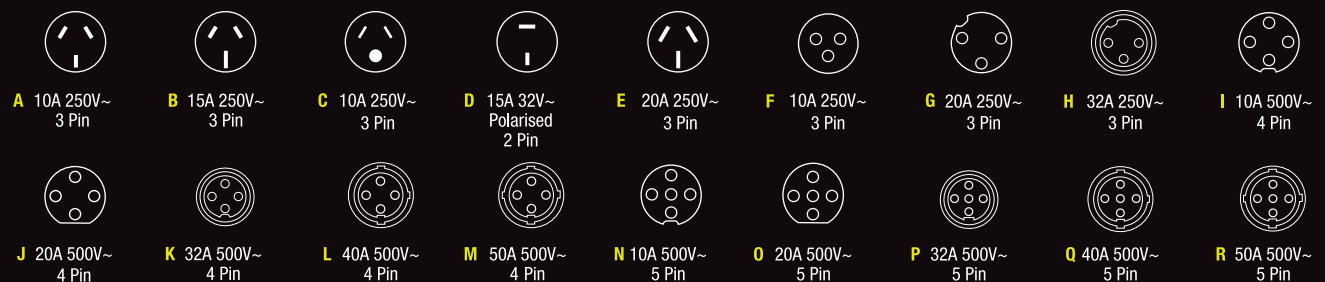 A 10A 250V~
3 Pin
B 15A 250V~
3 Pin
C 10A 250V~
3 Pin
D 15A 32V~
Polarised
2 Pin
E 20A 250V~
3 Pin
F 10A 250V~
3 Pin
G 20A 250V~
3 Pin
H 32A 250V~
3 Pin
I 10A 500V~
4 Pin
J 20A 500V~
4 Pin
K 32A 500V~
4 Pin
L 40A 500V~
4 Pin
M 50A 500V~
4 Pin
N 10A 500V~
5 Pin
O 20A 500V~
5 Pin
P 32A 500V~
5 Pin
Q 40A 500V~
5 Pin
R 50A 500V~
5 Pin